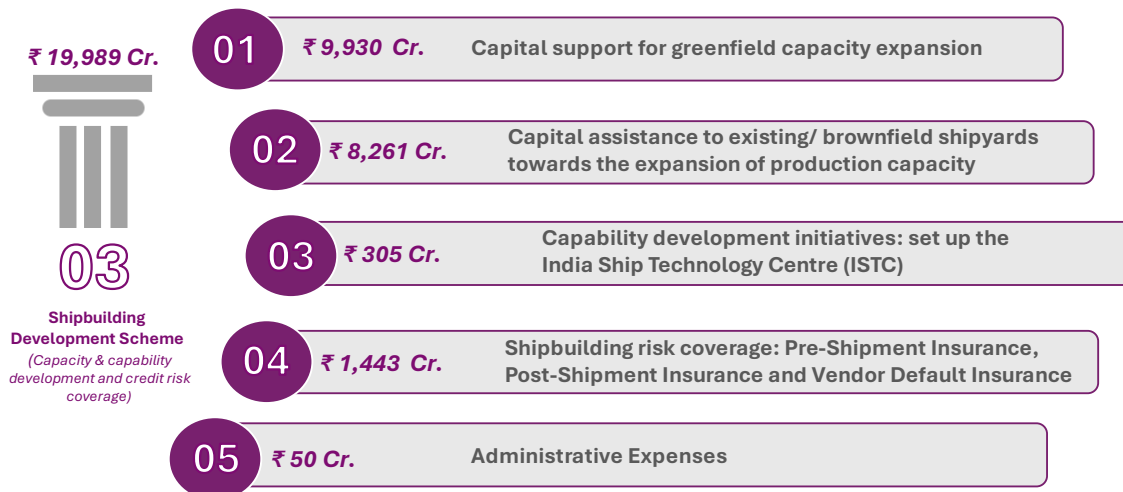 ₹ 19,989 Cr.
03
Shipbuilding
Development Scheme
(Capacity & capability
development and credit risk
coverage)
01
₹ 9,930 Cr.
Capital support for greenfield capacity expansion
02
₹ 8,261 Cr.
Capital assistance to existing/ brownfield shipyards
towards the expansion of production capacity
03
₹ 305 Cr.
Capability development initiatives: set up the
India Ship Technology Centre (ISTC)
04
₹ 1,443 Cr.
Shipbuilding risk coverage: Pre-Shipment Insurance,
Post-Shipment Insurance and Vendor Default Insurance
05
₹ 50 Cr.
Administrative Expenses